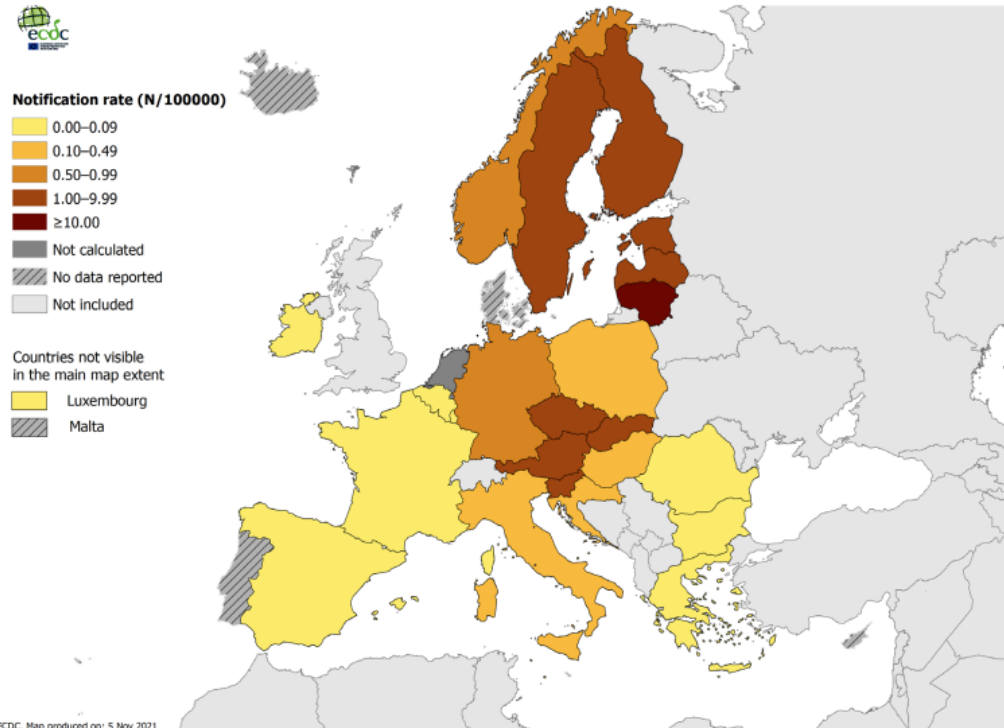 ecdc
Notification rate (N/100000)
0.00–0.09
0.10–0.49
0.50–0.99
1.00–9.99
≥10.00
Not calculated
No data reported
Not included
Countries not visible
in the main map extent
Luxembourg
Malta
ECDC. Map produced on: 5 Nov 2021